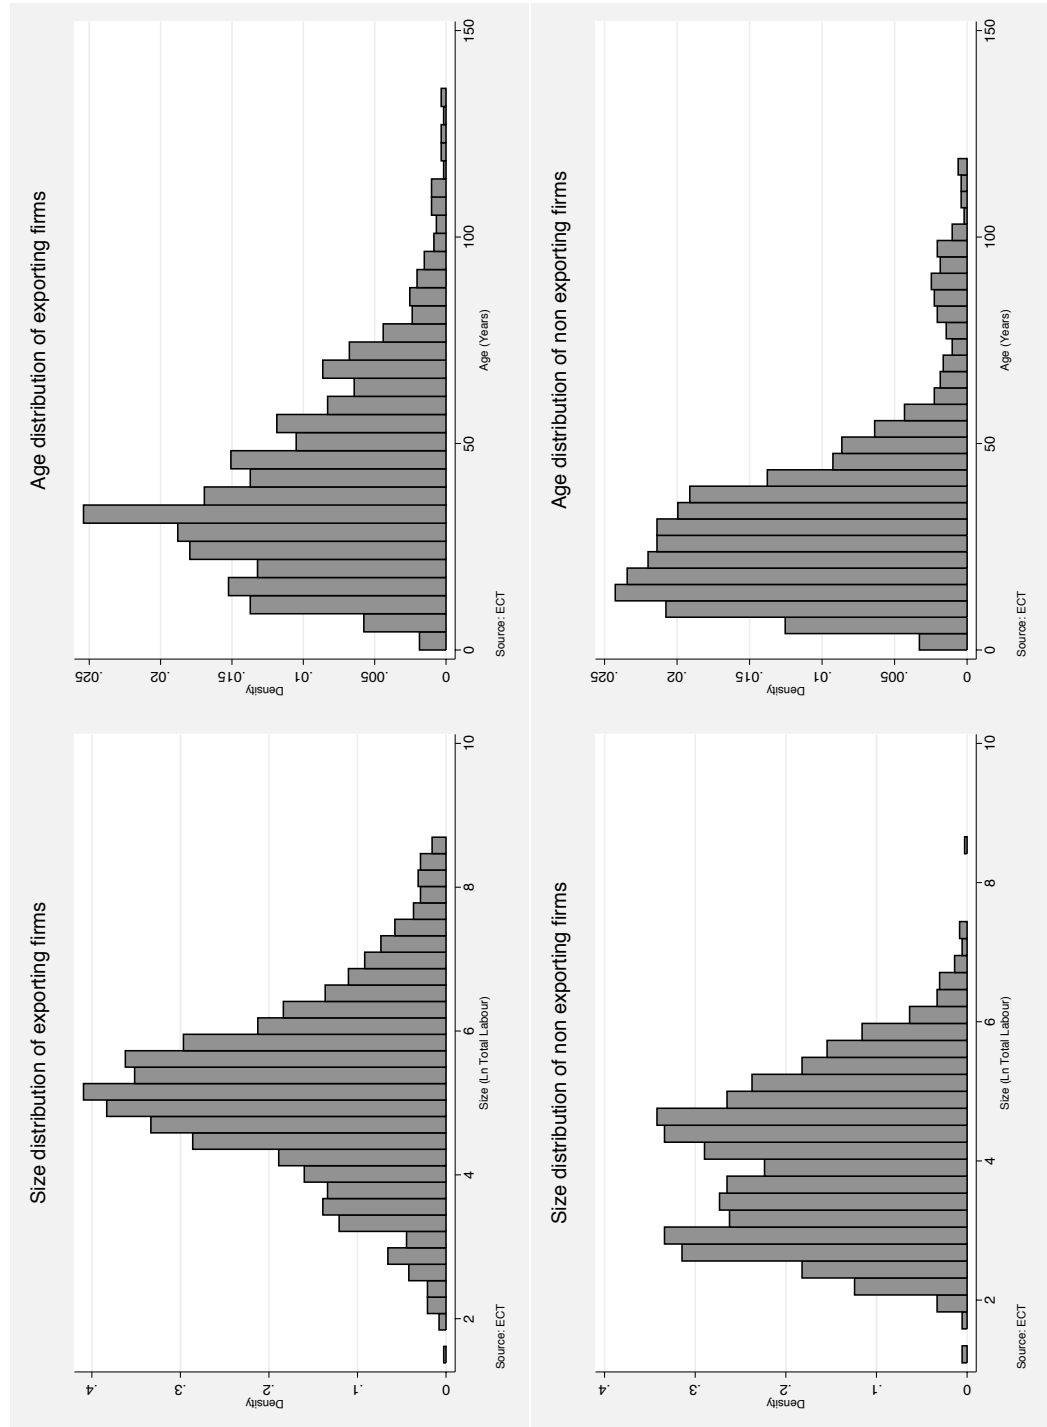 Size distribution of exporting firms
.4
.3
.2
.1
0
Density
2
4
6
8
10
Size (Ln Total Labour)
Source: ECT
Age distribution of exporting firms
.025
.02
.015
.01
.005
0
Density
0
50
100
150
Age (Years)
Source: ECT
Size distribution of non exporting firms
.4
.3
.2
.1
0
Density
2
4
6
8
10
Size (Ln Total Labour)
Source: ECT
Age distribution of non exporting firms
.025
.02
.015
.01
.005
0
Density
0
50
100
150
Age (Years)
Source: ECT